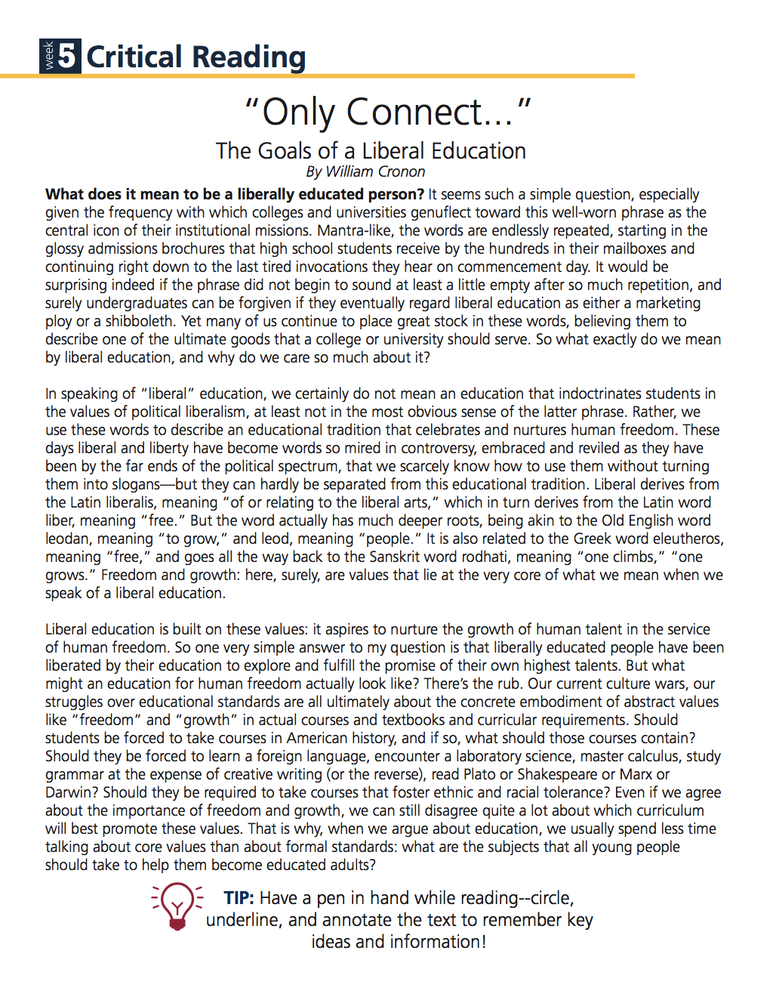 week 5 Critical Reading
“Only Connect...”
The Goals of a Liberal Education
By William Cronon
What does it mean to be a liberally educated person? It seems such a simple question, especially
given the frequency with which colleges and universities genuflect toward this well-worn phrase as the
central icon of their institutional missions. Mantra-like, the words are endlessly repeated, starting in the
glossy admissions brochures that high school students receive by the hundreds in their mailboxes and
continuing right down to the last tired invocations they hear on commencement day. It would be
surprising indeed if the phrase did not begin to sound at least a little empty after so much repetition, and
surely undergraduates can be forgiven if they eventually regard liberal education as either a marketing
ploy or a shibboleth. Yet many of us continue to place great stock in these words, believing them to
describe one of the ultimate goods that a college or university should serve. So what exactly do we mean
by liberal education, and why do we care so much about it?
In speaking of “liberal” education, we certainly do not mean an education that indoctrinates students in
the values of political liberalism, at least not in the most obvious sense of the latter phrase. Rather, we
use these words to describe an educational tradition that celebrates and nurtures human freedom. These
days liberal and liberty have become words so mired in controversy, embraced and reviled as they have
been by the far ends of the political spectrum, that we scarcely know how to use them without turning
them into slogans—but they can hardly be separated from this educational tradition. Liberal derives from
the Latin liberalis, meaning “of or relating to the liberal arts,” which in turn derives from the Latin word
liber, meaning “free.” But the word actually has much deeper roots, being akin to the Old English word
leodan, meaning “to grow,” and leod, meaning “people.” It is also related to the Greek word eleutheros,
meaning “free,” and goes all the way back to the Sanskrit word rodhati, meaning “one climbs,” “one
grows.” Freedom and growth: here, surely, are values that lie at the very core of what we mean when we
speak of a liberal education.
Liberal education is built on these values: it aspires to nurture the growth of human talent in the service
of human freedom. So one very simple answer to my question is that liberally educated people have been
liberated by their education to explore and fulfill the promise of their own highest talents. But what
might an education for human freedom actually look like? There’s the rub. Our current culture wars, our
struggles over educational standards are all ultimately about the concrete embodiment of abstract values
like “freedom” and “growth” in actual courses and textbooks and curricular requirements. Should
students be forced to take courses in American history, and if so, what should those courses contain?
Should they be forced to learn a foreign language, encounter a laboratory science, master calculus, study
grammar at the expense of creative writing (or the reverse), read Plato or Shakespeare or Marx or
Darwin? Should they be required to take courses that foster ethnic and racial tolerance? Even if we agree
about the importance of freedom and growth, we can still disagree quite a lot about which curriculum
will best promote these values. That is why, when we argue about education, we usually spend less time
talking about core values than about formal standards: what are the subjects that all young people
should take to help them become educated adults?
TIP: Have a pen in hand while reading--circle,
underline, and annotate the text to remember key
ideas and information!